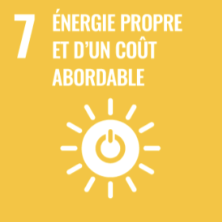 7 ÉNERGIE PROPRE
ET D'UN COÛT
ABORDABLE